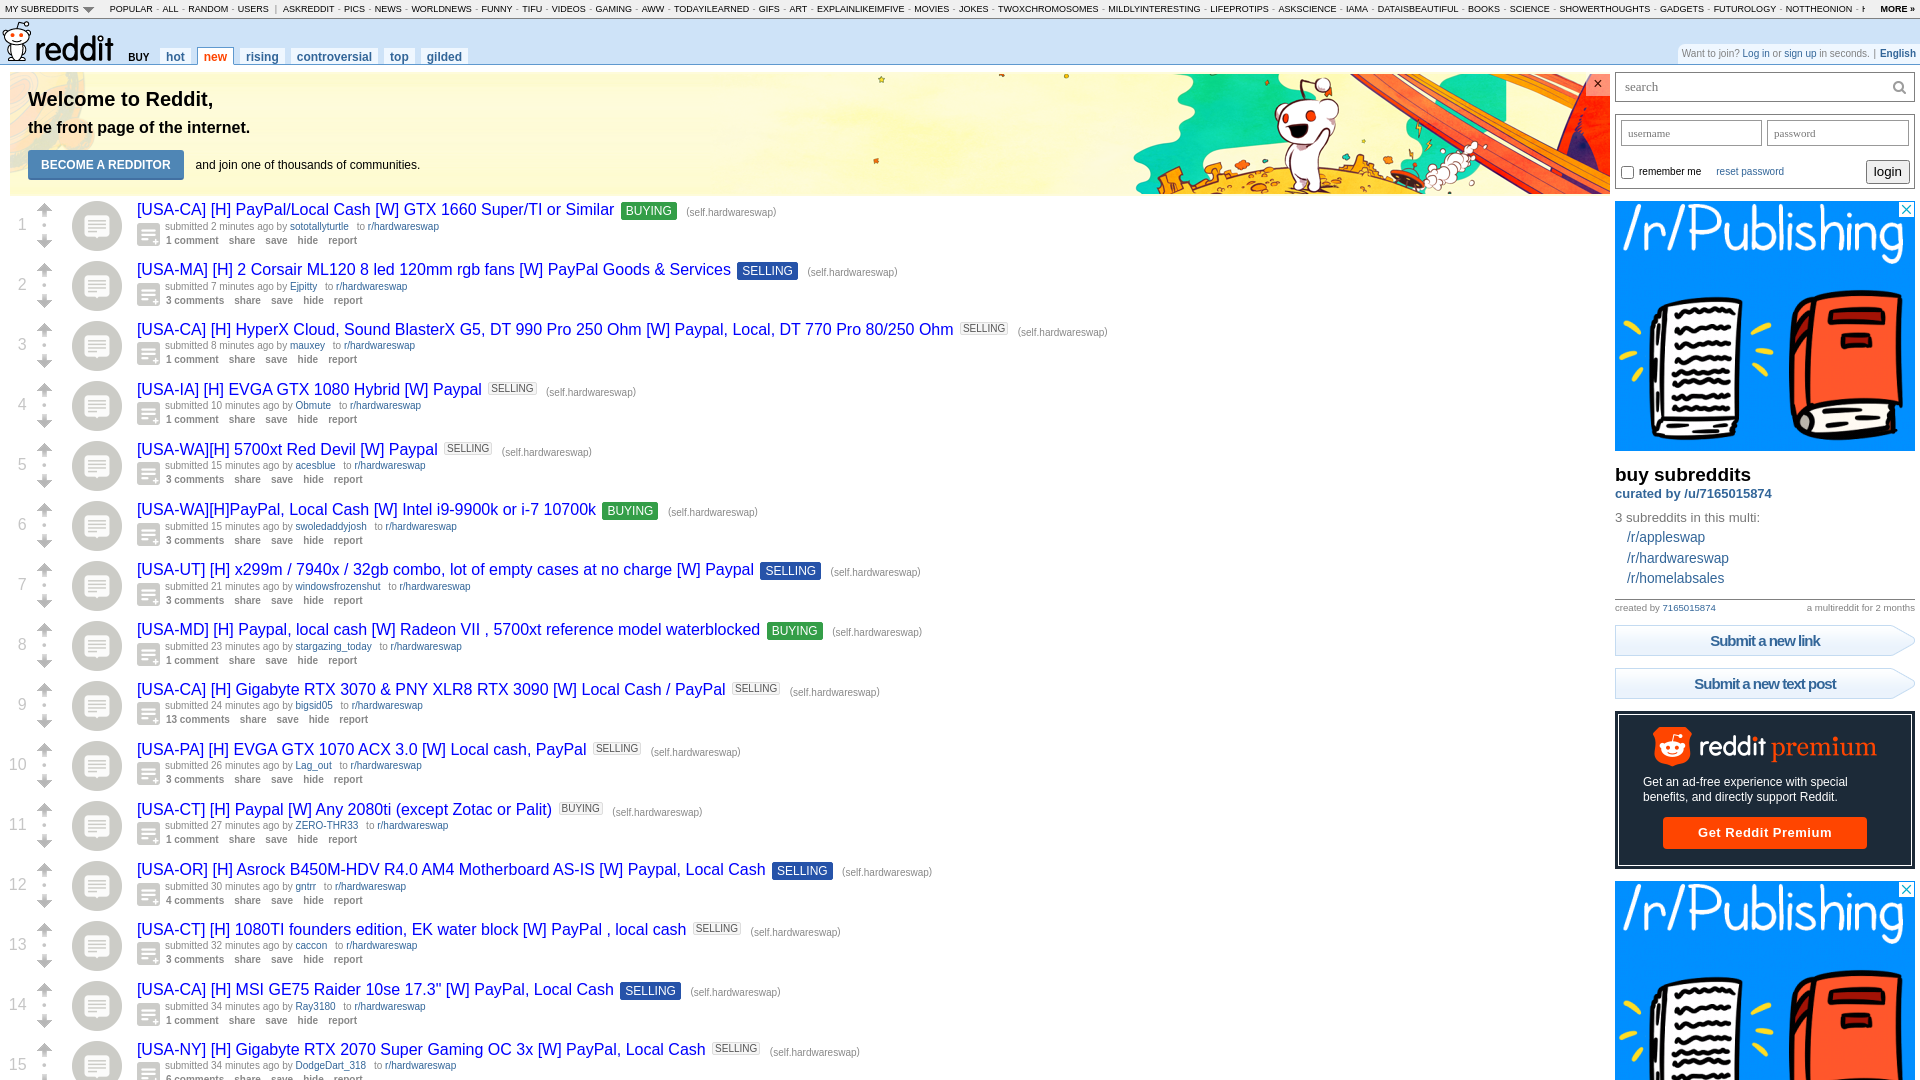 MY SUBREDDITS POPULAR - ALL - RANDOM - USERS | ASKREDDIT - PICS - NEWS - WORLDNEWS - FUNNY - TIFU - VIDEOS - GAMING - AWW - TODAYILEARNED - GIFS - ART - EXPLAINLIKEIMFIVE - MOVIES - JOKES - TWOXCHROMOSOMES - MILDLYINTERESTING - LIFEPROTIPS - ASKSCIENCE - IAMA - DATAISBEAUTIFUL - BOOKS - SCIENCE - SHOWERTHOUGHTS - GADGETS - FUTUROLOGY - NOTTHEONION - MORE »
reddit BUY hot new rising controversial top gilded
Want to join? Log in or sign up in seconds. | English
Welcome to Reddit,
the front page of the internet.
BECOME A REDDITOR and join one of thousands of communities.
×
1
[USA-CA] [H] PayPal/Local Cash [W] GTX 1660 Super/TI or Similar BUYING (self.hardwareswap)
submitted 2 minutes ago by sototallyturtle to r/hardwareswap
1 comment share save hide report
2
[USA-MA] [H] 2 Corsair ML120 8 led 120mm rgb fans [W] PayPal Goods & Services SELLING (self.hardwareswap)
submitted 7 minutes ago by Ejpitty to r/hardwareswap
3 comments share save hide report
3
[USA-CA] [H] HyperX Cloud, Sound BlasterX G5, DT 990 Pro 250 Ohm [W] Paypal, Local, DT 770 Pro 80/250 Ohm SELLING (self.hardwareswap)
submitted 8 minutes ago by mauxey to r/hardwareswap
1 comment share save hide report
4
[USA-IA] [H] EVGA GTX 1080 Hybrid [W] Paypal SELLING (self.hardwareswap)
submitted 10 minutes ago by Obmute to r/hardwareswap
1 comment share save hide report
5
[USA-WA][H] 5700xt Red Devil [W] Paypal SELLING (self.hardwareswap)
submitted 15 minutes ago by acesblue to r/hardwareswap
3 comments share save hide report
6
[USA-WA][H]PayPal, Local Cash [W] Intel i9-9900k or i-7 10700k BUYING (self.hardwareswap)
submitted 15 minutes ago by swoledaddyjosh to r/hardwareswap
3 comments share save hide report
7
[USA-UT] [H] x299m / 7940x / 32gb combo, lot of empty cases at no charge [W] Paypal SELLING (self.hardwareswap)
submitted 21 minutes ago by windowsfrozenshut to r/hardwareswap
3 comments share save hide report
8
[USA-MD] [H] Paypal, local cash [W] Radeon VII , 5700xt reference model waterblocked BUYING (self.hardwareswap)
submitted 23 minutes ago by stargazing_today to r/hardwareswap
1 comment share save hide report
9
[USA-CA] [H] Gigabyte RTX 3070 & PNY XLR8 RTX 3090 [W] Local Cash / PayPal SELLING (self.hardwareswap)
submitted 24 minutes ago by bigsid05 to r/hardwareswap
13 comments share save hide report
10
[USA-PA] [H] EVGA GTX 1070 ACX 3.0 [W] Local cash, PayPal SELLING (self.hardwareswap)
submitted 26 minutes ago by Lag_out to r/hardwareswap
3 comments share save hide report
11
[USA-CT] [H] Paypal [W] Any 2080ti (except Zotac or Palit) BUYING (self.hardwareswap)
submitted 27 minutes ago by ZERO-THR33 to r/hardwareswap
1 comment share save hide report
12
[USA-OR] [H] Asrock B450M-HDV R4.0 AM4 Motherboard AS-IS [W] Paypal, Local Cash SELLING (self.hardwareswap)
submitted 30 minutes ago by gntrr to r/hardwareswap
4 comments share save hide report
13
[USA-CT] [H] 1080TI founders edition, EK water block [W] PayPal , local cash SELLING (self.hardwareswap)
submitted 32 minutes ago by caccon to r/hardwareswap
3 comments share save hide report
14
[USA-CA] [H] MSI GE75 Raider 10se 17.3" [W] PayPal, Local Cash SELLING (self.hardwareswap)
submitted 34 minutes ago by Ray3180 to r/hardwareswap
1 comment share save hide report
15
[USA-NY] [H] Gigabyte RTX 2070 Super Gaming OC 3x [W] PayPal, Local Cash SELLING (self.hardwareswap)
submitted 34 minutes ago by DodgeDart_318 to r/hardwareswap
6 comments share save hide report
search
username password
remember me reset password login
/r/Publishing
buy subreddits
curated by /u/7165015874
3 subreddits in this multi:
/r/appleswap
/r/hardwareswap
/r/homelabsales
created by 7165015874 a multireddit for 2 months
Submit a new link
Submit a new text post
reddit premium
Get an ad-free experience with special
benefits, and directly support Reddit.
Get Reddit Premium
/r/Publishing